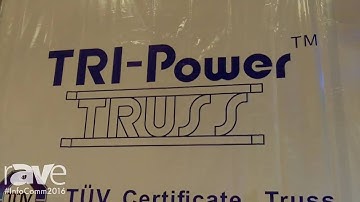 TRI-Power™
TRUSS
TÜV Certificate Truss
rave
#InfoComm2016